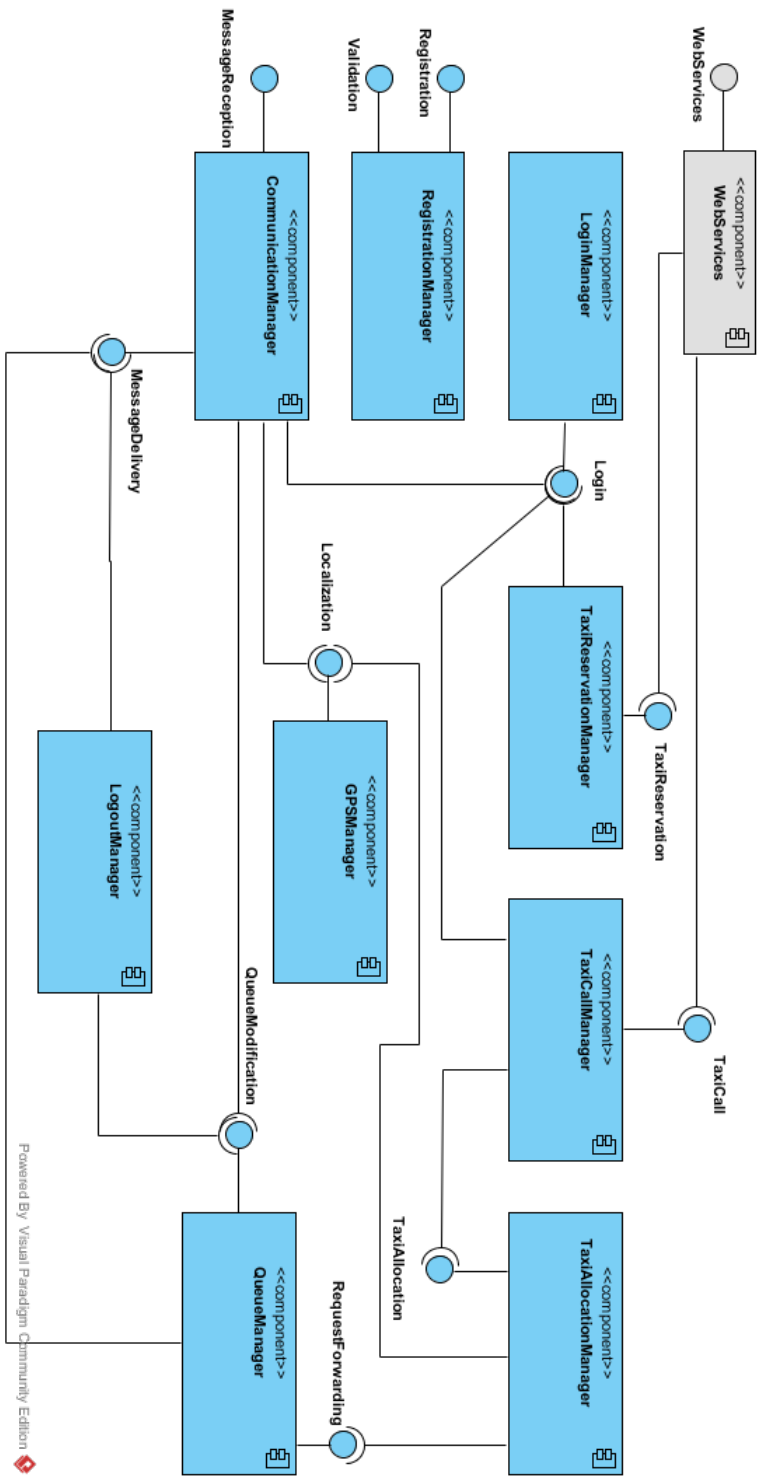 WebServices
<<component>>
WebServices
TaxiReservation
TaxiCall
<<component>>
LoginManager
Login
<<component>>
TaxiReservationManager
<<component>>
TaxiCallManager
<<component>>
TaxiAllocationManager
Registration
Validation
<<component>>
RegistrationManager
TaxiAllocation
Localization
<<component>>
GPSManager
RequestForwarding
MessageReception
<<component>>
CommunicationManager
QueueModification
<<component>>
QueueManager
MessageDelivery
<<component>>
LogoutManager
Powered By Visual Paradigm Community Edition